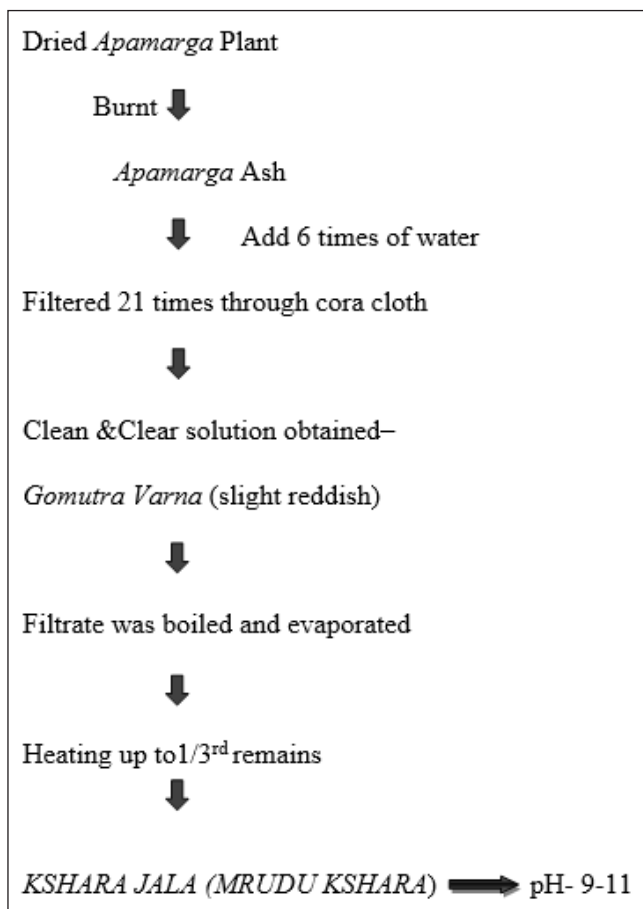 Dried Apamarga Plant
Burnt
Apamarga Ash
Add 6 times of water
Filtered 21 times through cora cloth
Clean &Clear solution obtained–
Gomutra Varna (slight reddish)
Filtrate was boiled and evaporated
Heating up to1/3rd remains
KSHARA JALA (MRUDU KSHARA) pH- 9-11